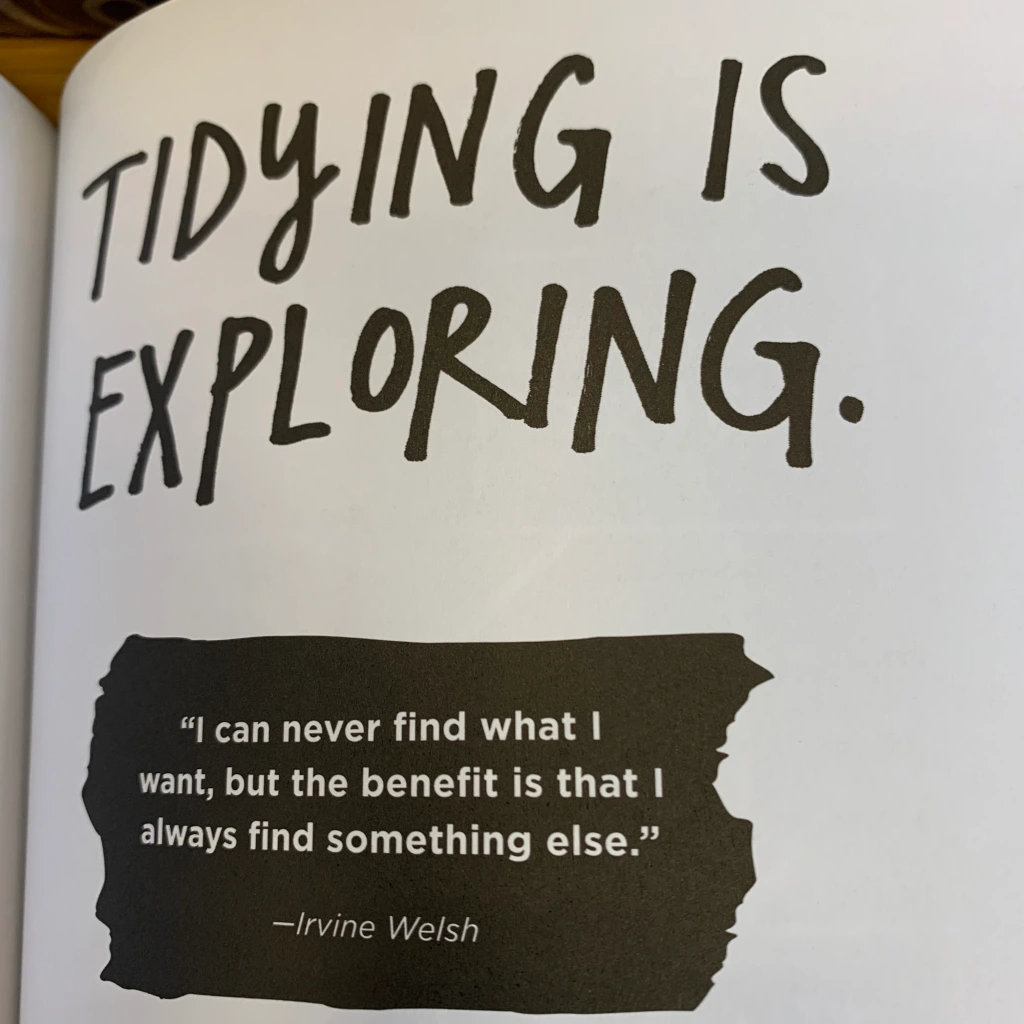 TIDYING IS
EXPLORING.
“I can never find what I
want, but the benefit is that I
always find something else.”
–Irvine Welsh